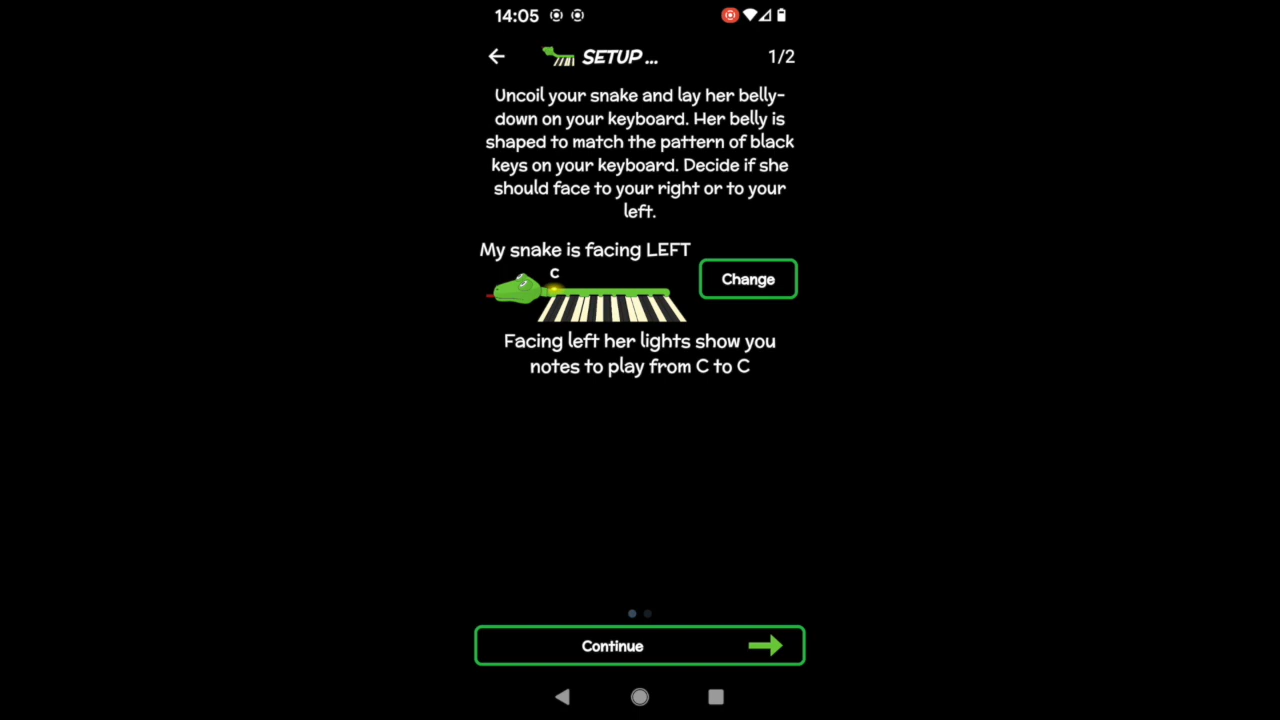 14:05
SETUP ... 1/2
Uncoil your snake and lay her belly-
down on your keyboard. Her belly is
shaped to match the pattern of black
keys on your keyboard. Decide if she
should face to your right or to your
left.
My snake is facing LEFT
C
Change
Facing left her lights show you
notes to play from C to C
Continue